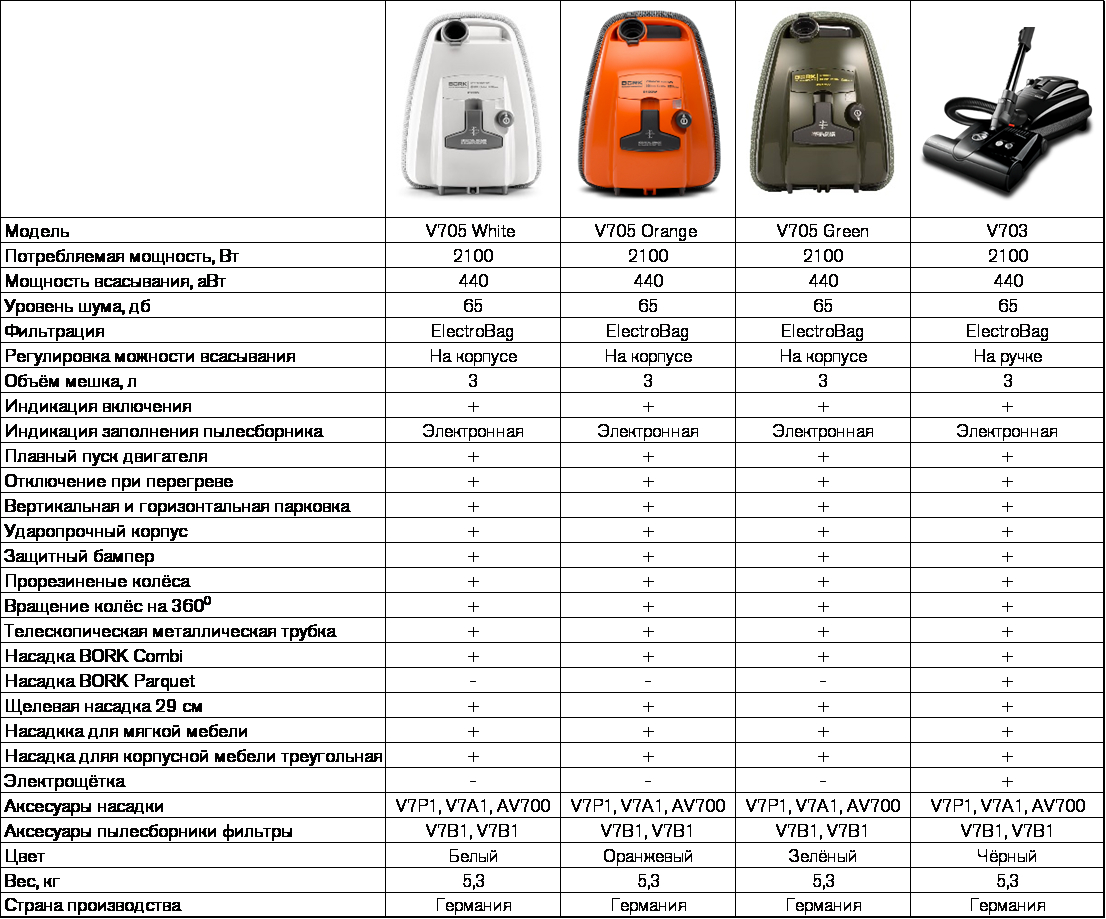 BORK BORK BORK
Модель V705 White V705 Orange V705 Green V703
Потребляемая мощность, Вт 2100 2100 2100 2100
Мощность всасывания, аВт 440 440 440 440
Уровень шума, дб 65 65 65 65
Фильтрация ElectroBag ElectroBag ElectroBag ElectroBag
Регулировка можности всасывания На корпусе На корпусе На корпусе На ручке
Объём мешка, л 3 3 3 3
Индикация включения + + + +
Индикация заполнения пылесборника Электронная Электронная Электронная Электронная
Плавный пуск двигателя + + + +
Отключение при перегреве + + + +
Вертикальная и горизонтальная парковка + + + +
Ударопрочный корпус + + + +
Защитный бампер + + + +
Прорезиненые колёса + + + +
Вращение колёс на 360⁰ + + + +
Телескопическая металлическая трубка + + + +
Насадка BORK Combi + + + +
Насадка BORK Parquet - - - +
Щелевая насадка 29 см + + + +
Насадкка для мягкой мебели + + + +
Насадка дляя корпусной мебели треугольная + + + +
Электрощётка - - - +
Аксесуары насадки V7P1, V7A1, AV700 V7P1, V7A1, AV700 V7P1, V7A1, AV700 V7P1, V7A1, AV700
Аксесуары пылесборники фильтры V7B1, V7B1 V7B1, V7B1 V7B1, V7B1 V7B1, V7B1
Цвет Белый Оранжевый Зелёный Чёрный
Вес, кг 5,3 5,3 5,3 5,3
Страна производства Германия Германия Германия Германия